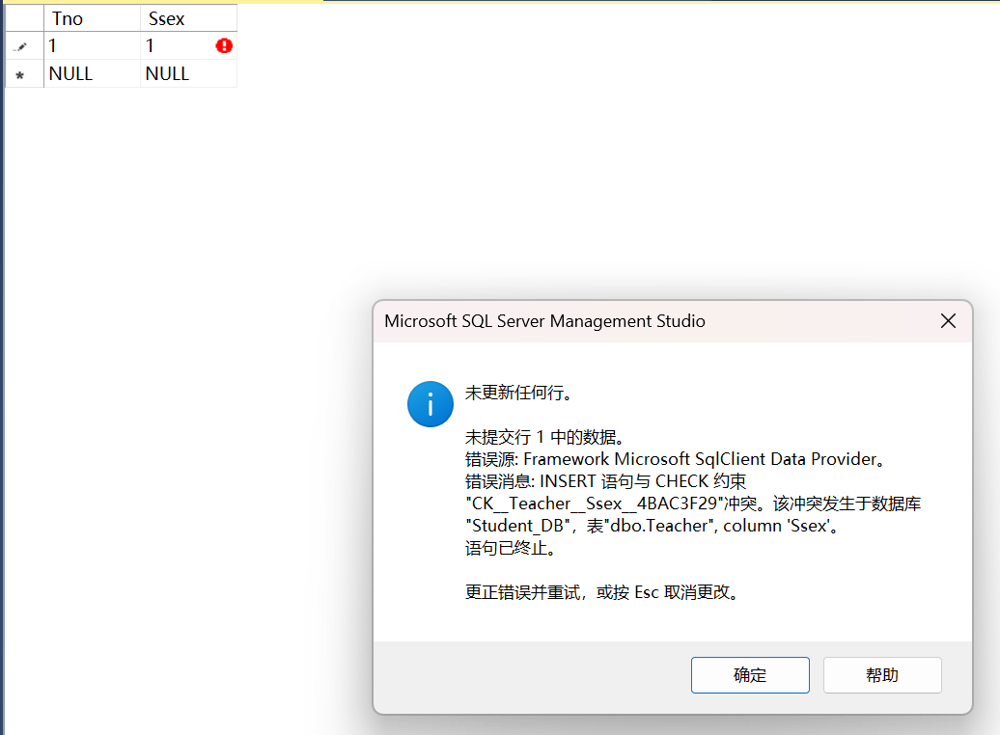 Tno Ssex
1 1
NULL NULL
Microsoft SQL Server Management Studio
未更新任何行。
未提交行 1 中的数据。
错误源: Framework Microsoft SqlClient Data Provider。
错误消息: INSERT 语句与 CHECK 约束
"CK__Teacher__Ssex__4BAC3F29"冲突。该冲突发生于数据库
"Student_DB"，表"dbo.Teacher", column 'Ssex'。
语句已终止。
更正错误并重试，或按 Esc 取消更改。
确定 帮助